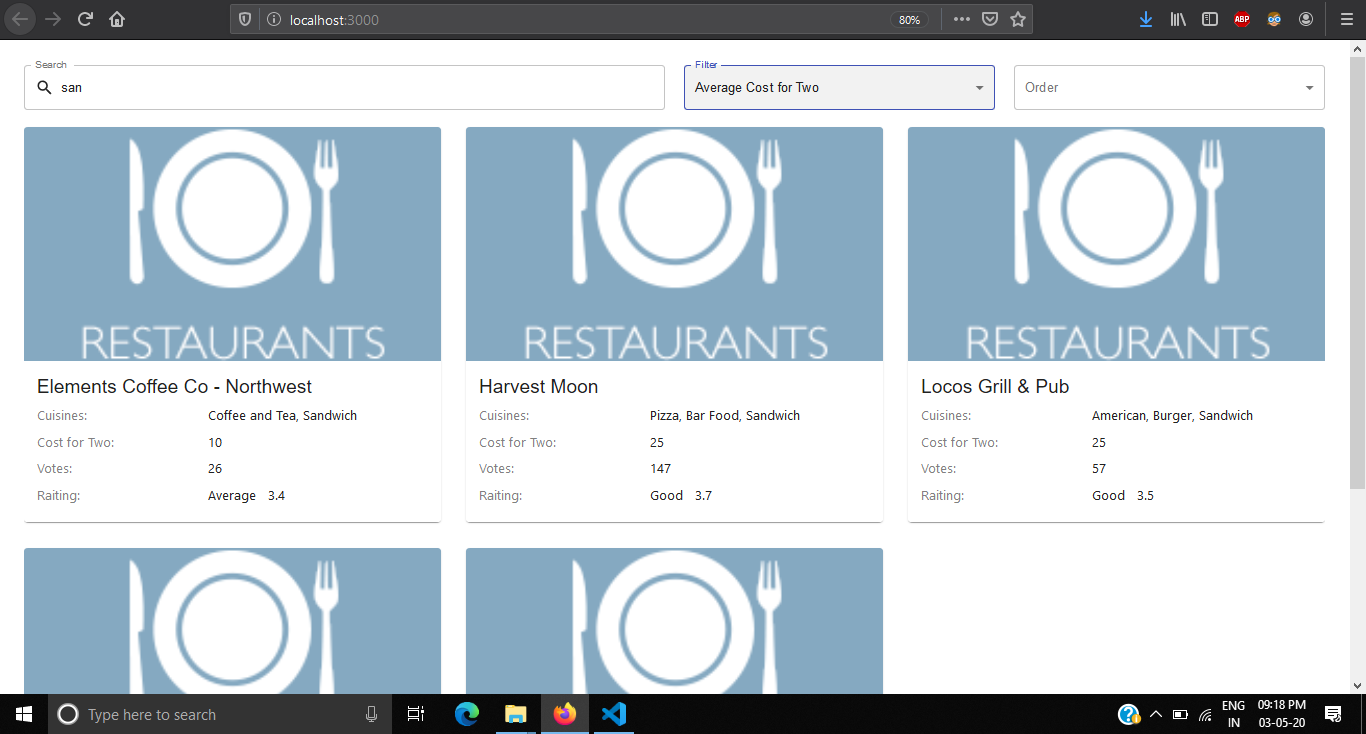 localhost:3000
80%
ABP
Search
san
Filter
Average Cost for Two
Order
RESTAURANTS
RESTAURANTS
RESTAURANTS
Elements Coffee Co - Northwest
Cuisines: Coffee and Tea, Sandwich
Cost for Two: 10
Votes: 26
Raiting: Average 3.4
Harvest Moon
Cuisines: Pizza, Bar Food, Sandwich
Cost for Two: 25
Votes: 147
Raiting: Good 3.7
Locos Grill & Pub
Cuisines: American, Burger, Sandwich
Cost for Two: 25
Votes: 57
Raiting: Good 3.5
Type here to search
ENG
IN
09:18 PM
03-05-20